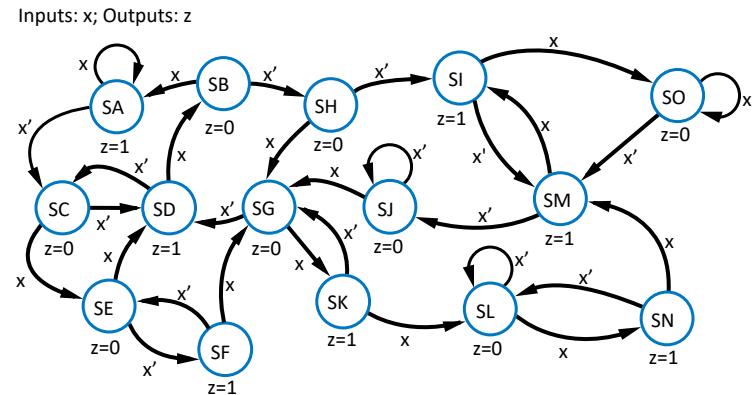 Inputs: x; Outputs: z
x
SA
z=1
x
SB
z=0
x’
SH
z=0
x’
SI
z=1
x
SO
z=0
x
x’
x’
x
x
x'
x
x’
SC
z=0
x’
SD
z=1
x’
SG
z=0
x
SJ
z=0
x’
x’
SM
z=1
x
x
x
x
x’
x’
x’
x
SE
z=0
x’
x’
SF
z=1
SK
z=1
x
SL
z=0
x
SN
z=1